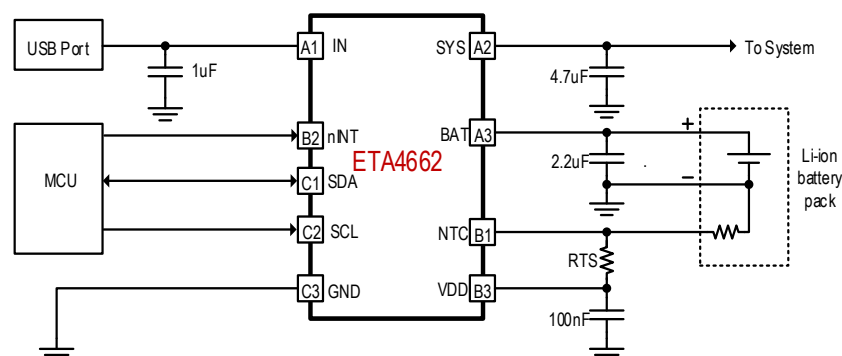 USB Port
1uF
A1 IN
SYS A2
To System
4.7uF
MCU
B2 nINT
C1 SDA
C2 SCL
C3 GND
ETA4662
BAT A3
2.2uF
+
−
Li-ion
battery
pack
NTC B1
RTS
VDD B3
100nF